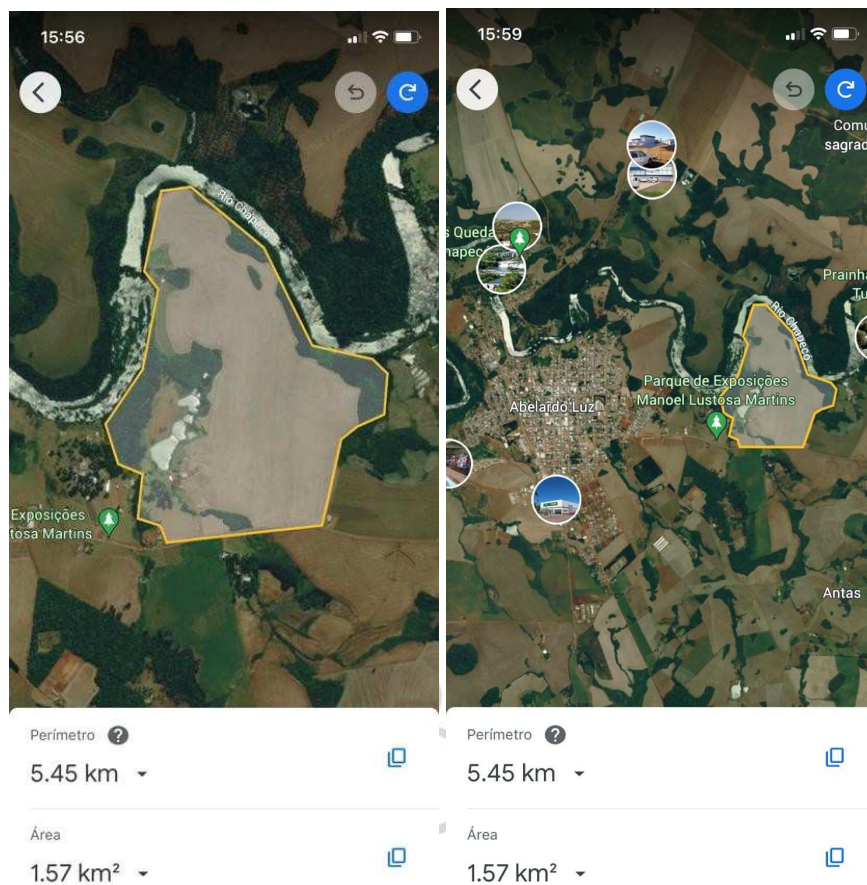 15:56
Rio Chapecó
Exposições
tosa Martins
Perímetro
5.45 km
Área
1.57 km²
15:59
Comu
sagrad
s Queda
hapec
Prainha
Tu
Rio Chapecó
Parque de Exposições
Manoel Lustosa Martins
Abelardo Luz
Antas
Perímetro
5.45 km
Área
1.57 km²